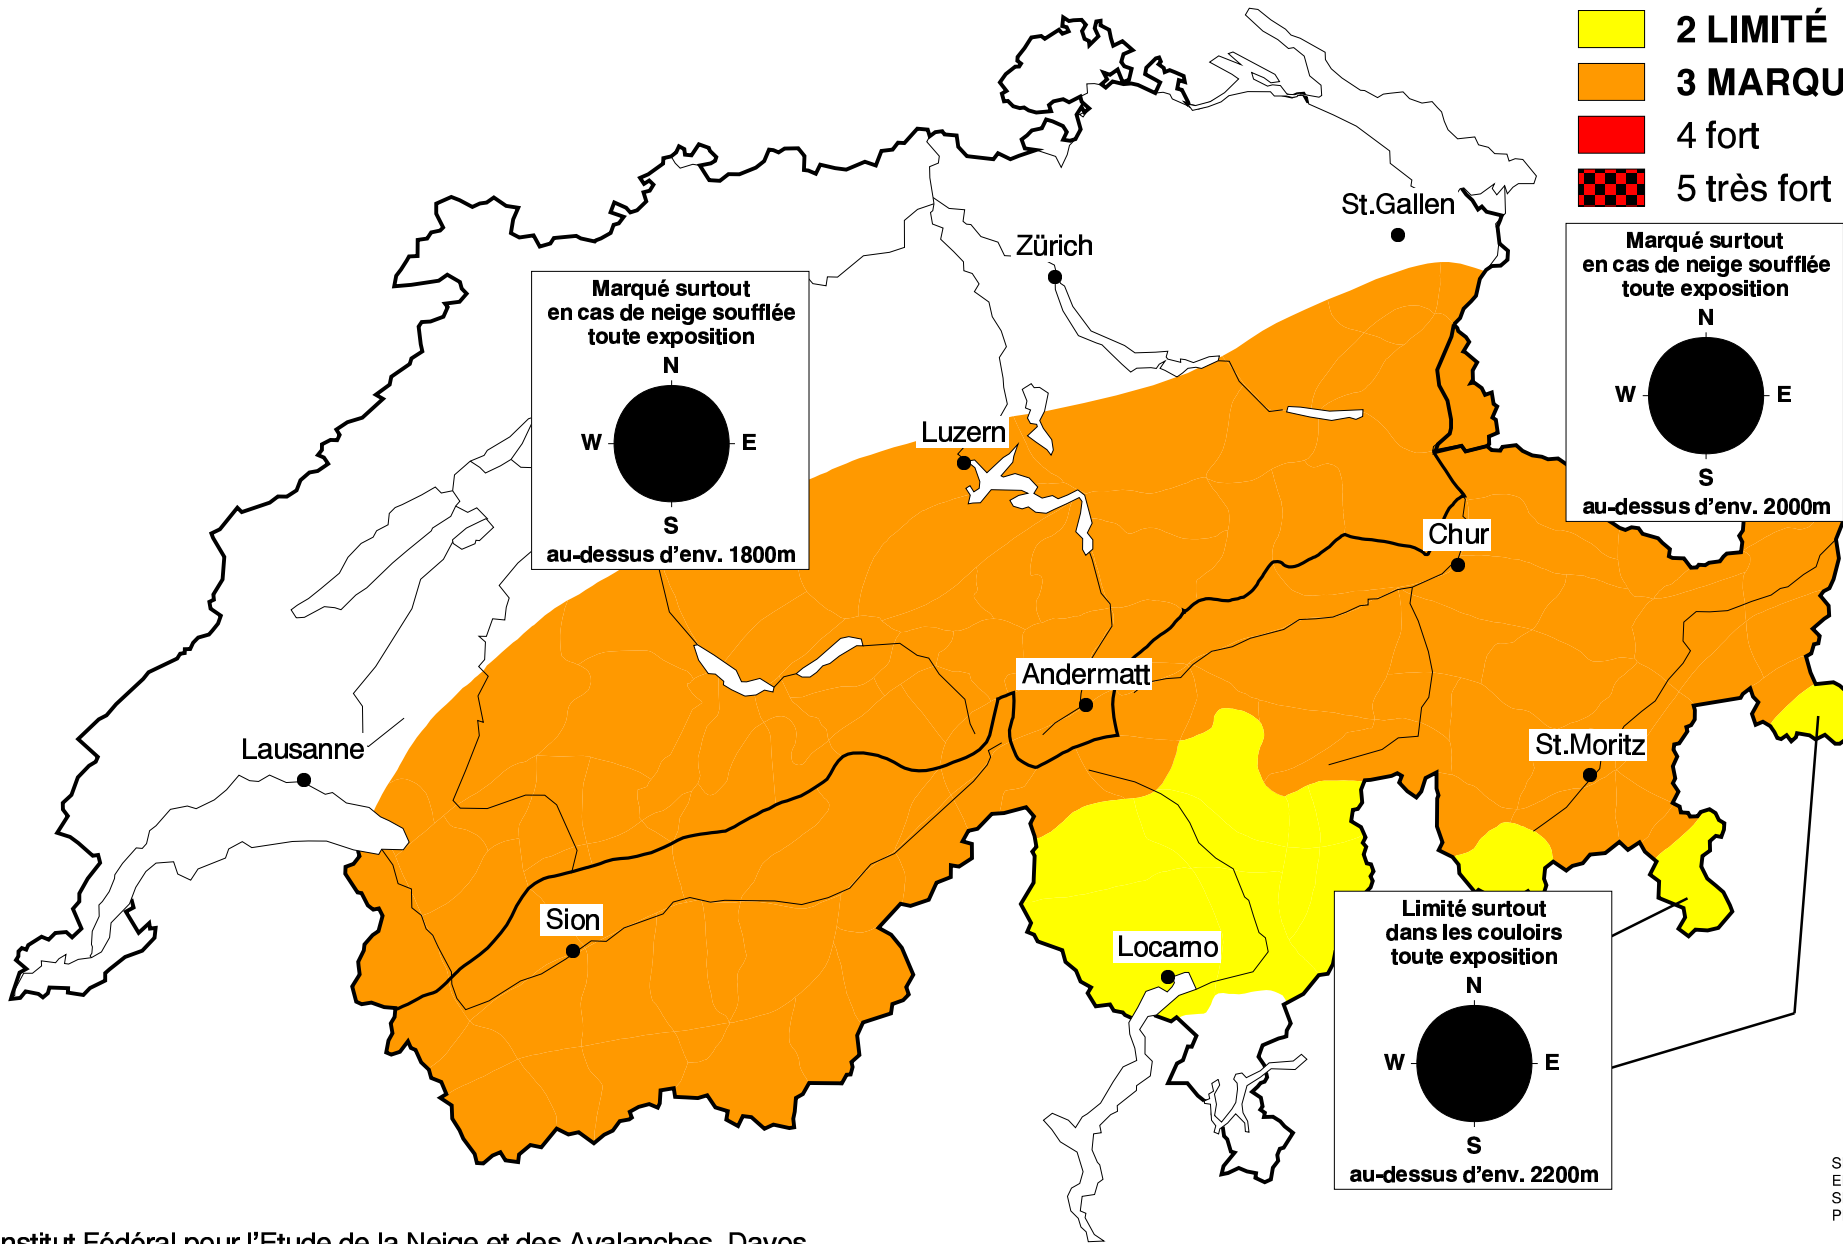 2 LIMITÉ
3 MARQU
4 fort
5 très fort
St.Gallen
Zürich
Marqué surtout
en cas de neige soufflée
toute exposition
N
W E
S
au-dessus d'env. 2000m
Marqué surtout
en cas de neige soufflée
toute exposition
N
W E
S
au-dessus d'env. 1800m
Luzern
Chur
Andermatt
Lausanne
St.Moritz
Sion
Locarno
Limité surtout
dans les couloirs
toute exposition
N
W E
S
au-dessus d'env. 2200m
S
E
S
P
nstitut Fédéral pour l'Etude de la Neige et des Avalanches, Davos